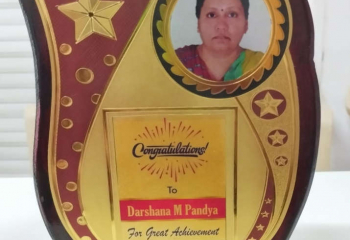 Congratulations!
To
Darshana M Pandya
For Great Achievement